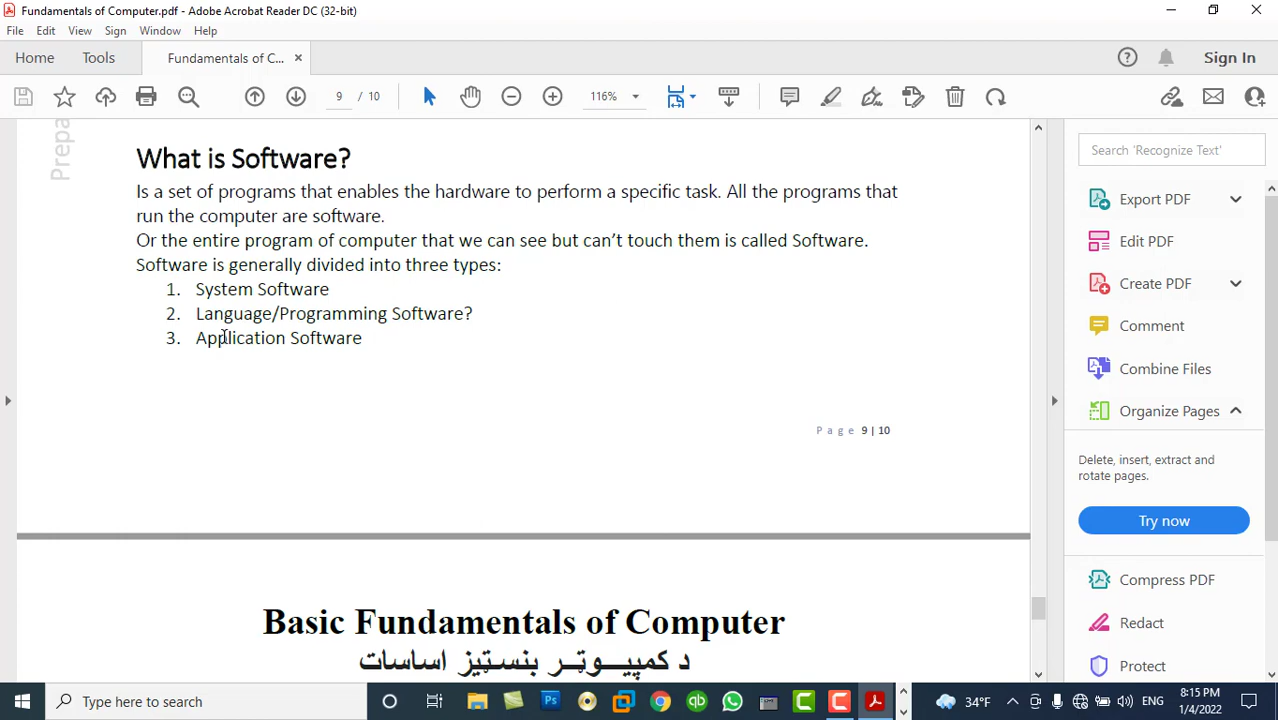 Fundamentals of Computer.pdf - Adobe Acrobat Reader DC (32-bit)
File Edit View Sign Window Help
Home Tools Fundamentals of C... Sign In
9 / 10 116%
Prepa
What is Software?
Is a set of programs that enables the hardware to perform a specific task. All the programs that
run the computer are software.
Or the entire program of computer that we can see but can't touch them is called Software.
Software is generally divided into three types:
1. System Software
2. Language/Programming Software?
3. Application Software
Page 9 | 10
Basic Fundamentals of Computer
د کمپیــوټــر بنسټیز اساسات
Search 'Recognize Text'
Export PDF
Edit PDF
Create PDF
Comment
Combine Files
Organize Pages
Delete, insert, extract and
rotate pages.
Try now
Compress PDF
Redact
Protect
Type here to search
Ps
qb
C
C
34°F
ENG
8:15 PM
1/4/2022